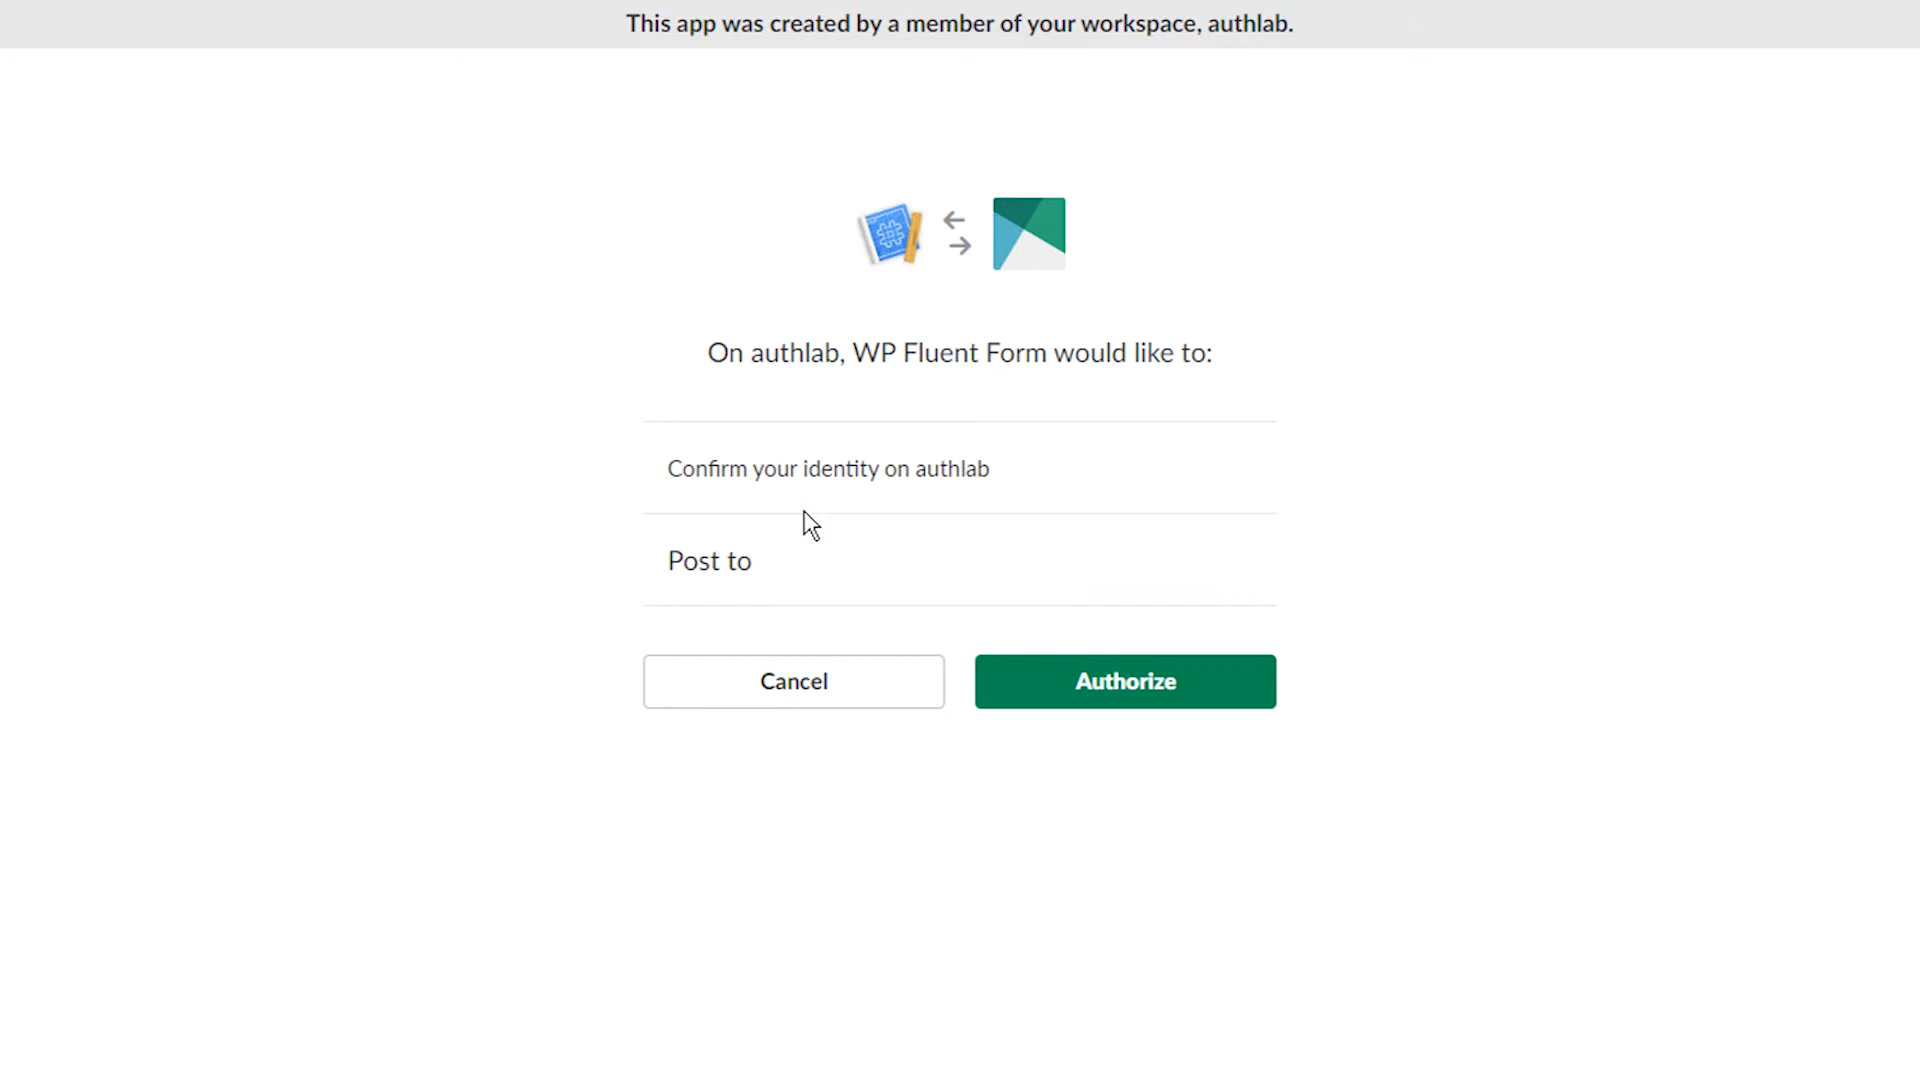 This app was created by a member of your workspace, authlab.
On authlab, WP Fluent Form would like to:
Confirm your identity on authlab
Post to
Cancel
Authorize